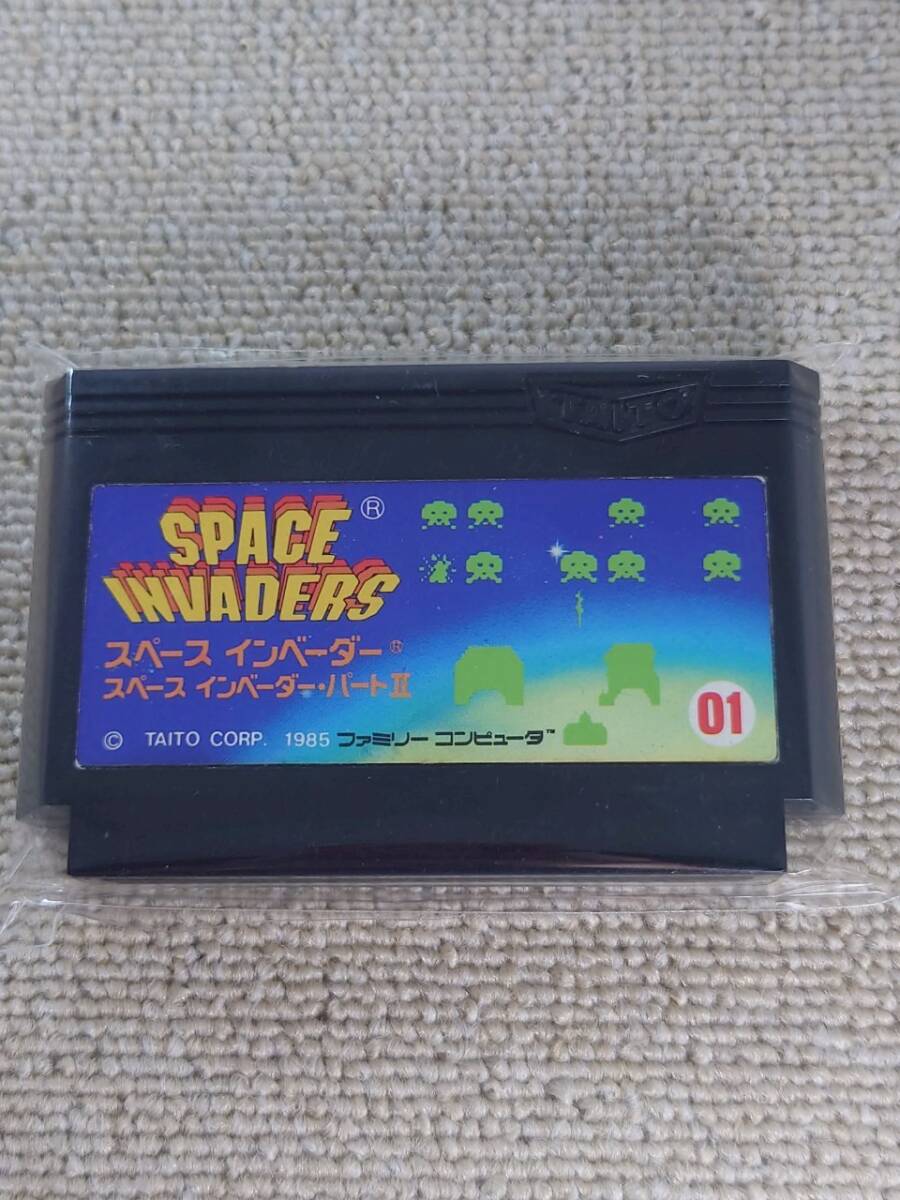 TAITO
SPACE ®
INVADERS
スペース インベーダー®
スペース インベーダー・パートⅡ
© TAITO CORP. 1985 ファミリー コンピュータ™
01